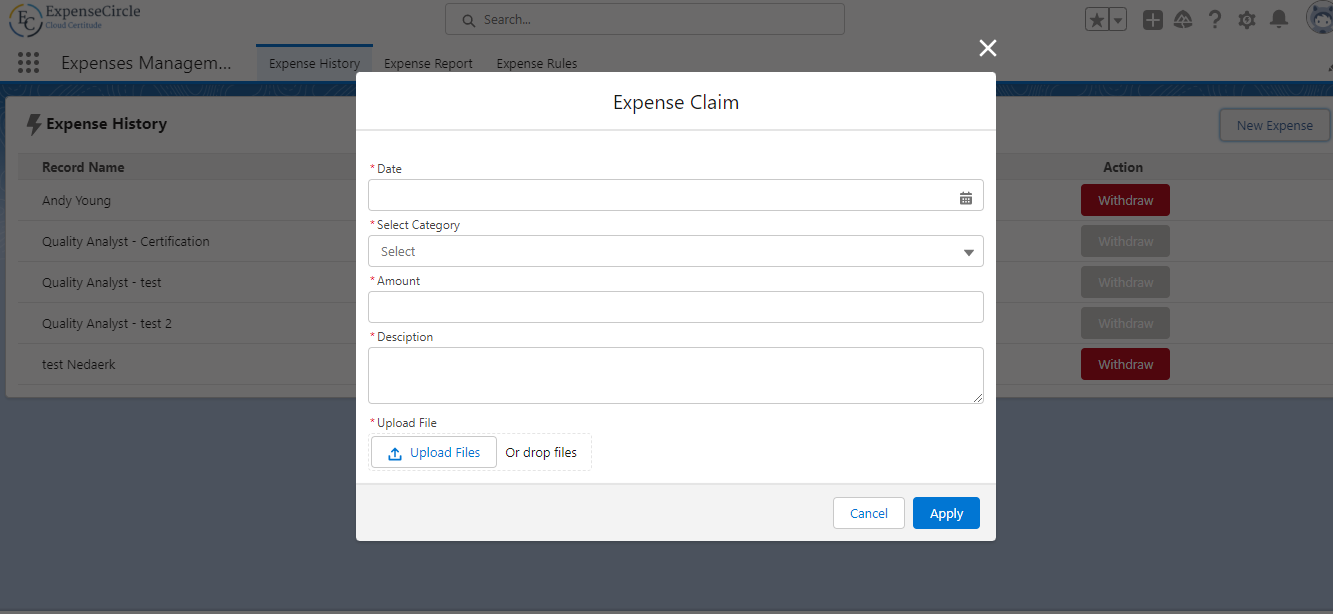 ExpenseCircle
Cloud Certitude
Search...
Expenses Managem...
Expense History
Expense Report
Expense Rules
Expense History
New Expense
Record Name
Action
Andy Young
Withdraw
Quality Analyst - Certification
Withdraw
Quality Analyst - test
Withdraw
Quality Analyst - test 2
Withdraw
test Nedaerk
Withdraw
Expense Claim
*Date
*Select Category
Select
*Amount
*Desciption
*Upload File
Upload Files
Or drop files
Cancel
Apply